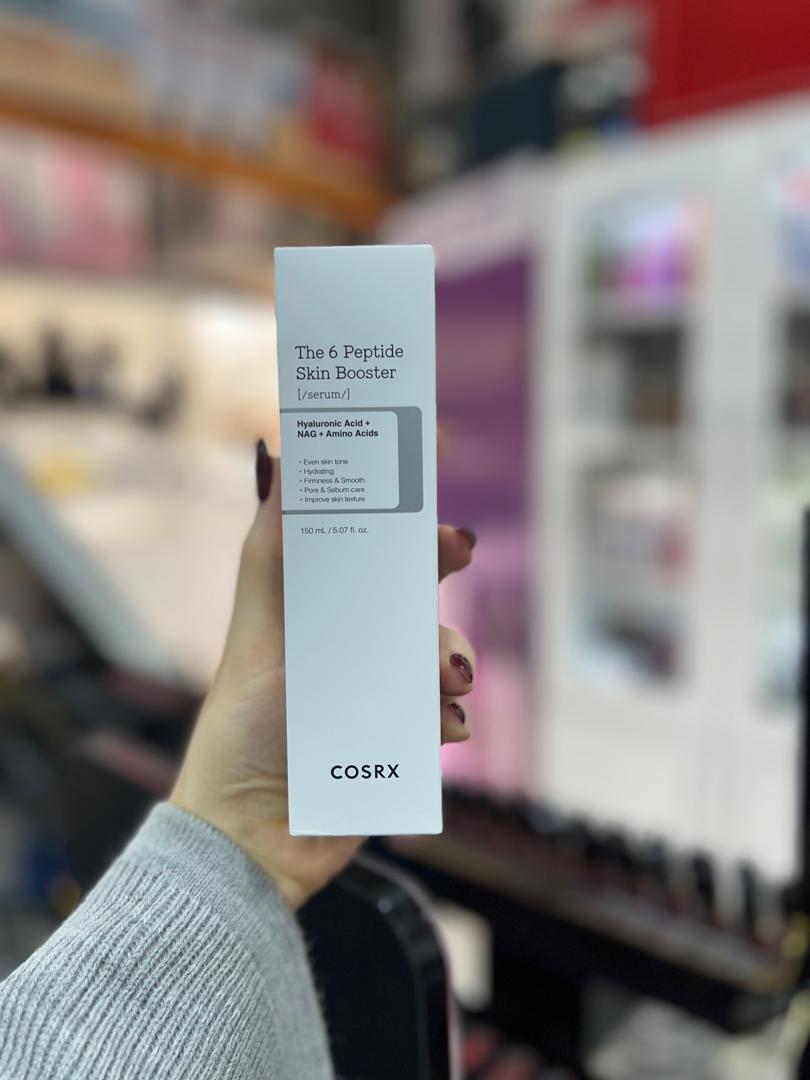 The 6 Peptide
Skin Booster
[/serum/]
Hyaluronic Acid +
NAG + Amino Acids
• Even skin tone
• Hydrating
• Firmness & Smooth
• Pore & Sebum care
• Improve skin texture
150 mL / 5.07 fl. oz.
COSRX